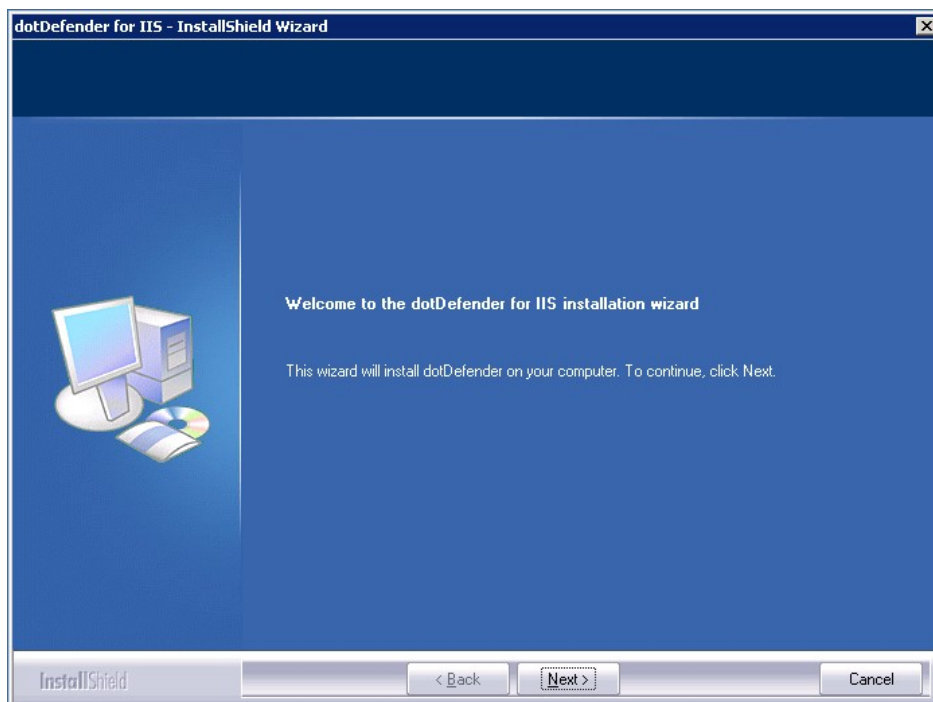 dotDefender for IIS - InstallShield Wizard
Welcome to the dotDefender for IIS installation wizard
This wizard will install dotDefender on your computer. To continue, click Next.
InstallShield
< Back
Next >
Cancel